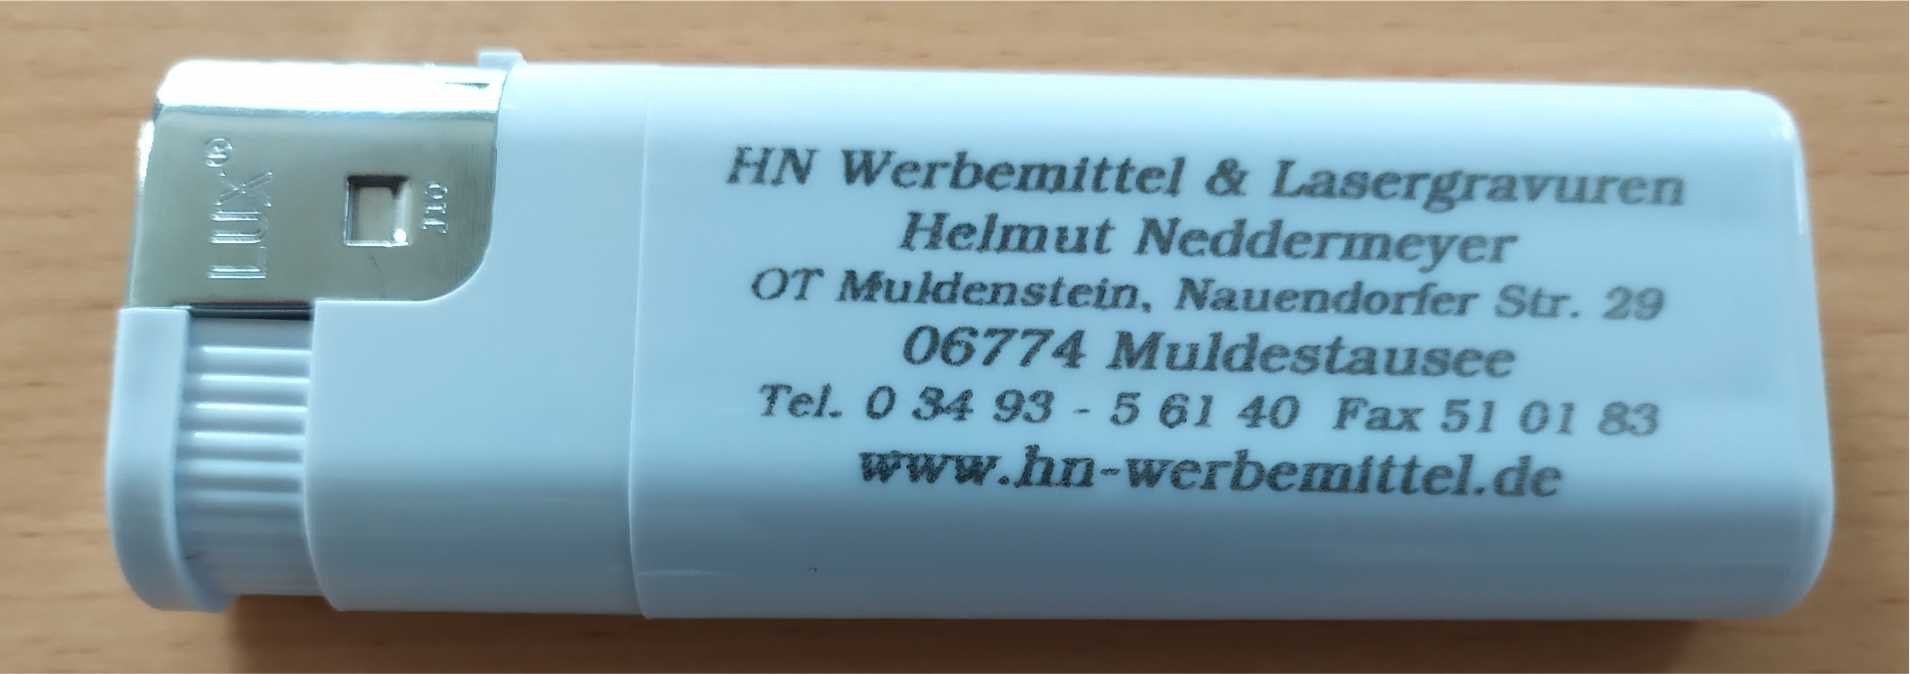 LUX®
J10
HN Werbemittel & Lasergravuren
Helmut Neddermeyer
OT Muldenstein, Nauendorfer Str. 29
06774 Muldestausee
Tel. 0 34 93 - 5 61 40 Fax 51 01 83
www.hn-werbemittel.de